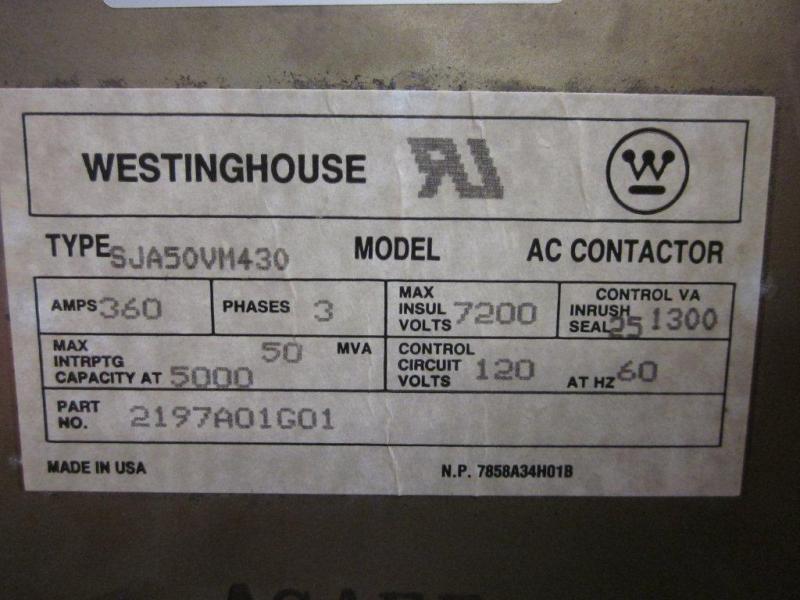 WESTINGHOUSE RU W
TYPE SJA50VM430 MODEL AC CONTACTOR
AMPS 360 PHASES 3 MAX INSUL VOLTS 7200 CONTROL VA INRUSH 1300 SEAL 25
MAX INTRPTG CAPACITY AT 5000 50 MVA CONTROL CIRCUIT VOLTS 120 AT HZ 60
PART NO. 2197A01G01
MADE IN USA N.P. 7858A34H01B